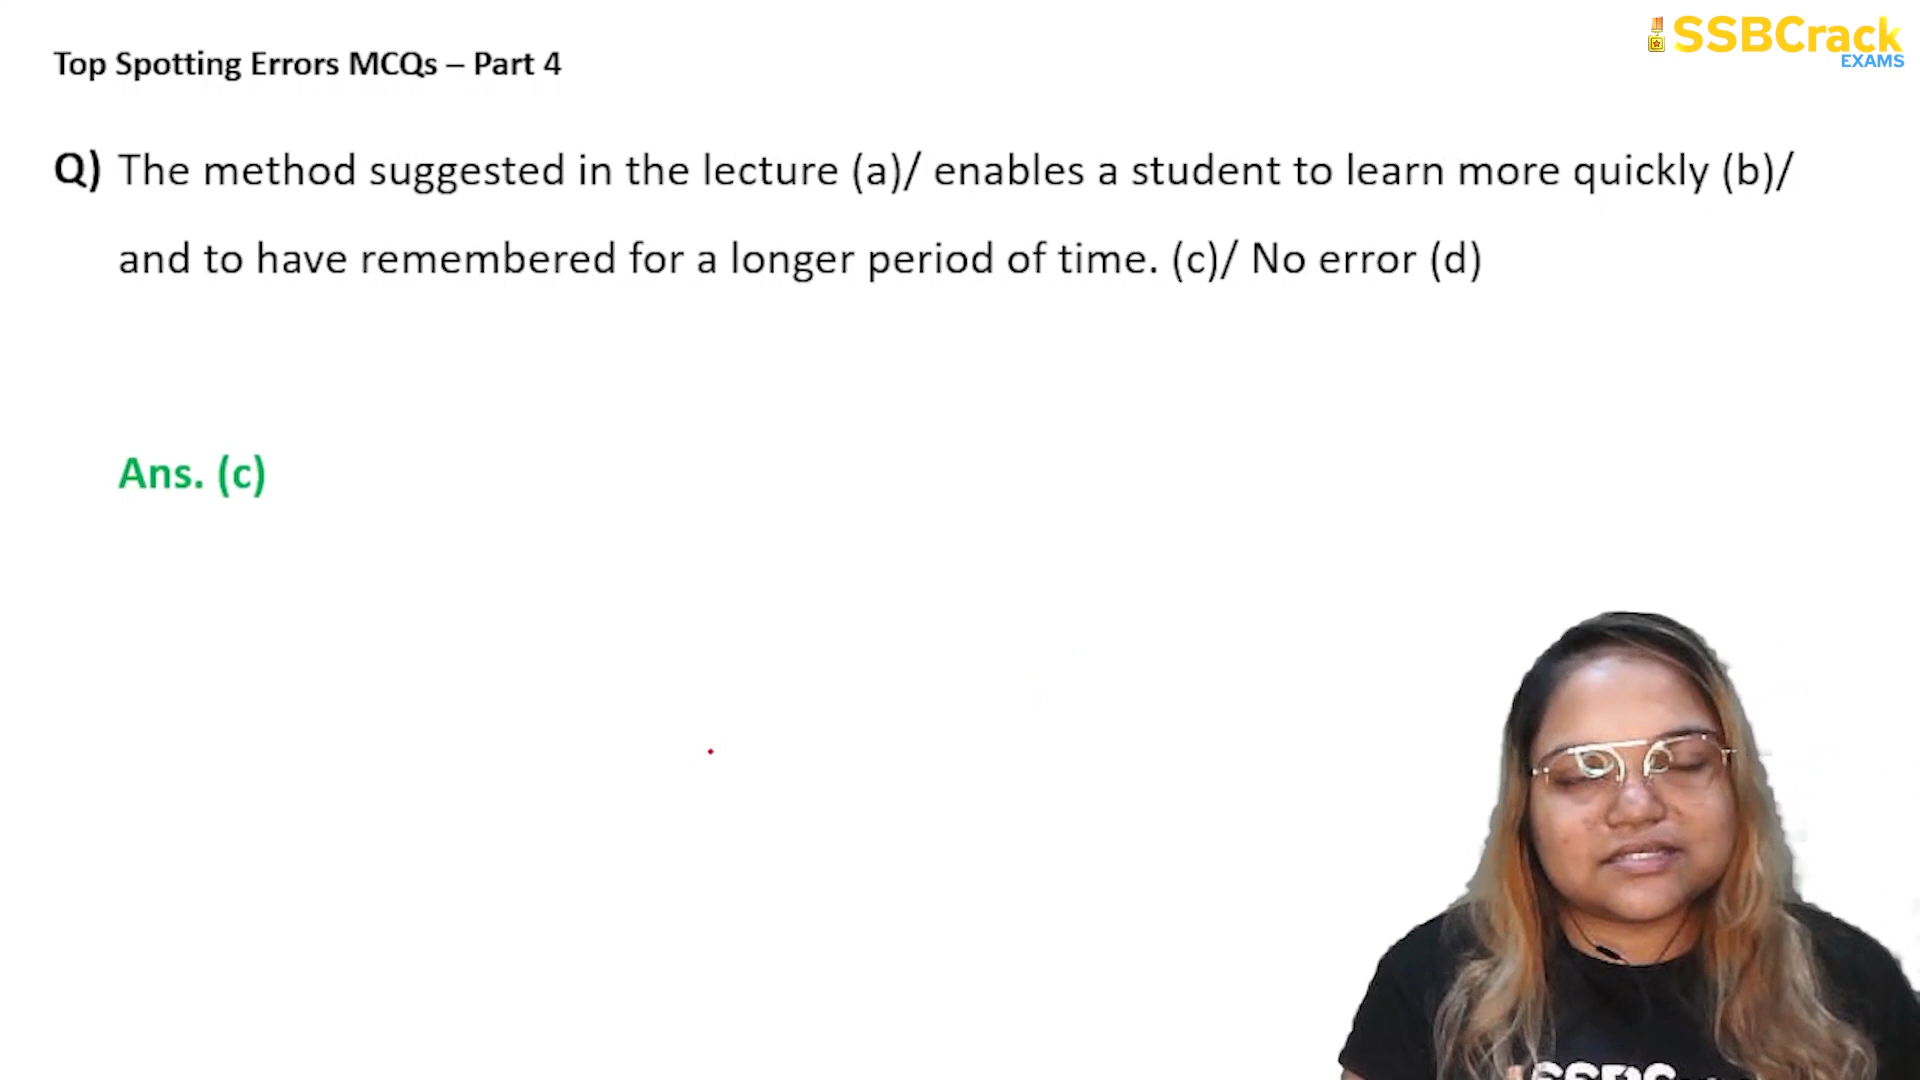 SSBCrack
EXAMS
Top Spotting Errors MCQs – Part 4
Q) The method suggested in the lecture (a)/ enables a student to learn more quickly (b)/
and to have remembered for a longer period of time. (c)/ No error (d)
Ans. (c)